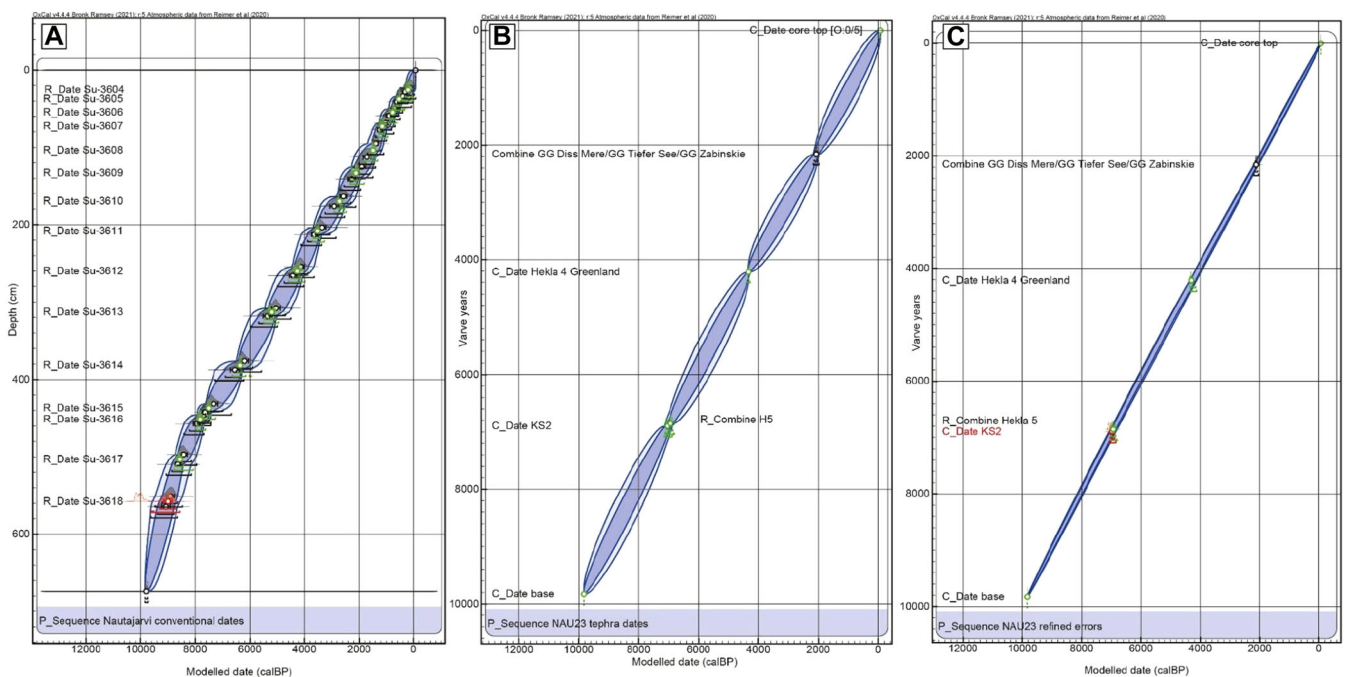 OxCal v4.4.4 Bronk Ramsey (2021); r:5 Atmospheric data from Reimer et al (2020)
A
0
R_Date Su-3604
R_Date Su-3605
R_Date Su-3606
R_Date Su-3607
R_Date Su-3608
R_Date Su-3609
R_Date Su-3610
200
R_Date Su-3611
R_Date Su-3612
R_Date Su-3613
R_Date Su-3614
400
R_Date Su-3615
R_Date Su-3616
R_Date Su-3617
R_Date Su-3618
600
Depth (cm)
P_Sequence Nautajarvi conventional dates
12000 10000 8000 6000 4000 2000 0
Modelled date (calBP)
OxCal v4.4.4 Bronk Ramsey (2021); r:5 Atmospheric data from Reimer et al (2020)
B
C_Date core top [O:0/5]
0
2000
Combine GG Diss Mere/GG Tiefer See/GG Zabinskie
4000
C_Date Hekla 4 Greenland
6000
R_Combine H5
C_Date KS2
8000
C_Date base
10000
Varve years
P_Sequence NAU23 tephra dates
12000 10000 8000 6000 4000 2000 0
Modelled date (calBP)
OxCal v4.4.4 Bronk Ramsey (2021); r:5 Atmospheric data from Reimer et al (2020)
C
C_Date core top
0
2000
Combine GG Diss Mere/GG Tiefer See/GG Zabinskie
4000
C_Date Hekla 4 Greenland
6000
R_Combine Hekla 5
C_Date KS2
8000
C_Date base
10000
Varve years
P_Sequence NAU23 refined errors
12000 10000 8000 6000 4000 2000 0
Modelled date (calBP)